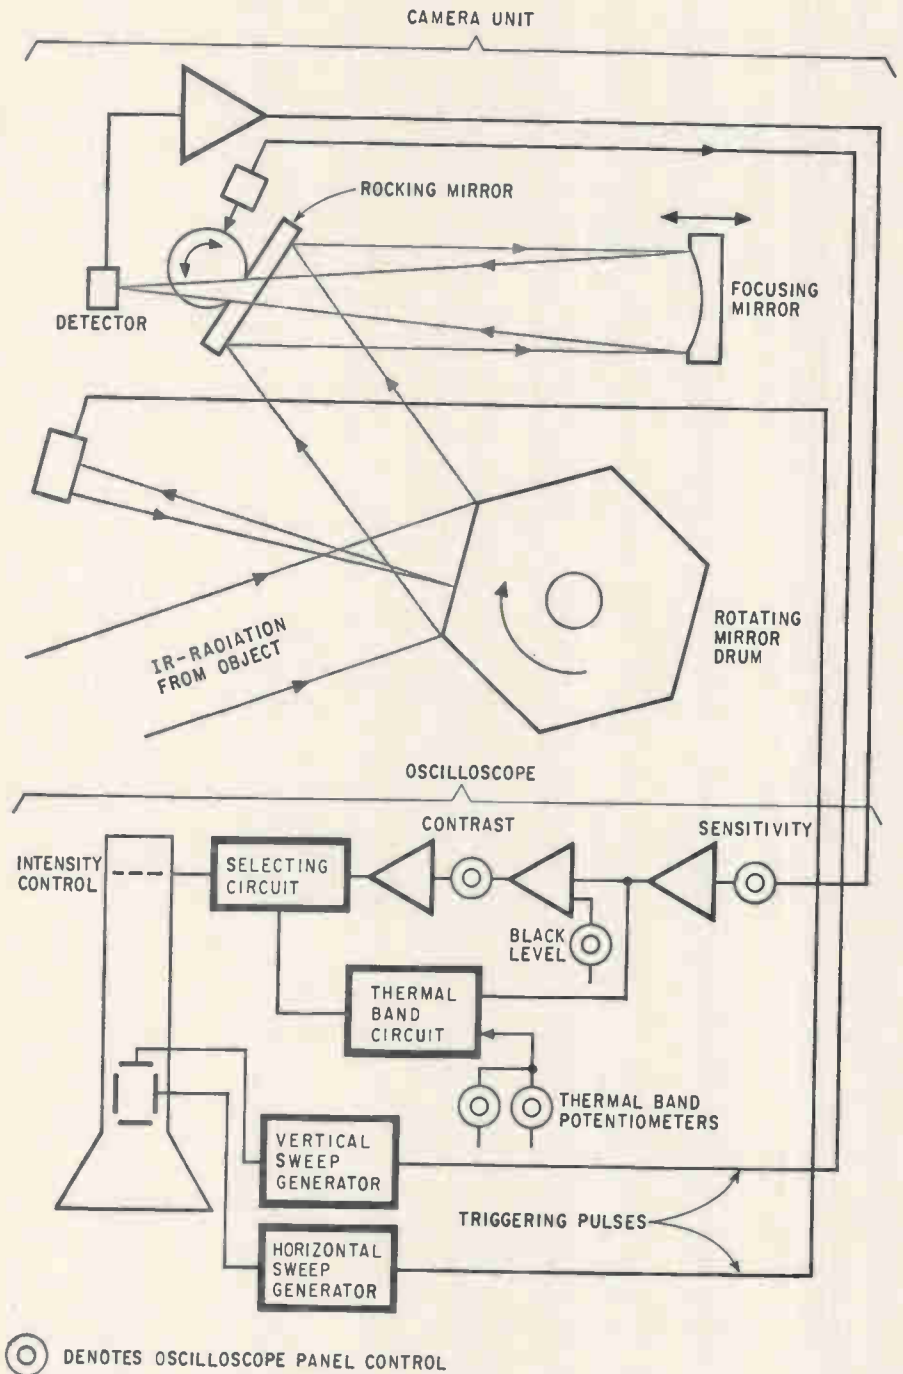 CAMERA UNIT
ROCKING MIRROR
FOCUSING
MIRROR
DETECTOR
IR-RADIATION
FROM OBJECT
ROTATING
MIRROR
DRUM
OSCILLOSCOPE
CONTRAST
SENSITIVITY
INTENSITY
CONTROL
SELECTING
CIRCUIT
BLACK
LEVEL
THERMAL
BAND
CIRCUIT
THERMAL BAND
POTENTIOMETERS
VERTICAL
SWEEP
GENERATOR
TRIGGERING PULSES
HORIZONTAL
SWEEP
GENERATOR
DENOTES OSCILLOSCOPE PANEL CONTROL